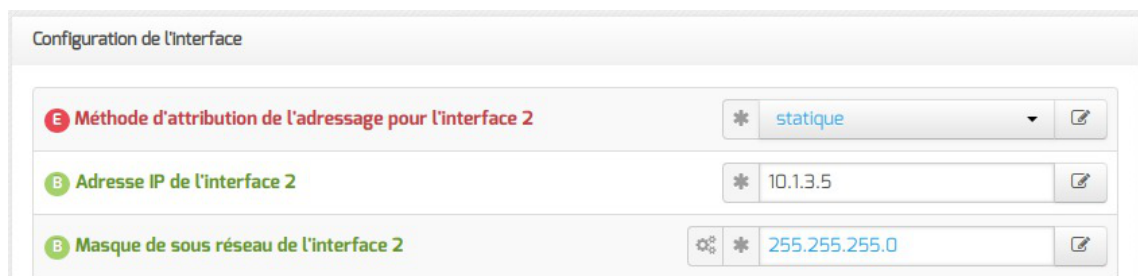 Configuration de l'interface
E Méthode d'attribution de l'adressage pour l'interface 2 * statique
B Adresse IP de l'interface 2 * 10.1.3.5
B Masque de sous réseau de l'interface 2 * 255.255.255.0